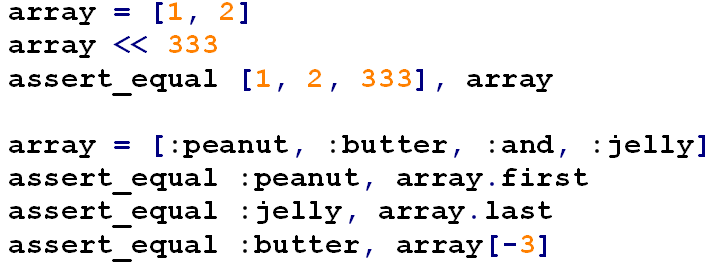 array = [1, 2]
array << 333
assert_equal [1, 2, 333], array
array = [:peanut, :butter, :and, :jelly]
assert_equal :peanut, array.first
assert_equal :jelly, array.last
assert_equal :butter, array[-3]